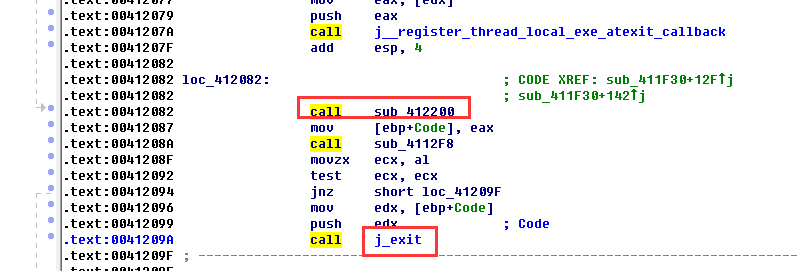 .text:00412077 mov eax, [edx]
.text:00412079 push eax
.text:0041207A call j__register_thread_local_exe_atexit_callback
.text:0041207F add esp, 4
.text:00412082
.text:00412082 loc_412082: ; CODE XREF: sub_411F30+12F↑j
.text:00412082 ; sub_411F30+142↑j
.text:00412082 call sub_412200
.text:00412087 mov [ebp+Code], eax
.text:0041208A call sub_4112F8
.text:0041208F movzx ecx, al
.text:00412092 test ecx, ecx
.text:00412094 jnz short loc_41209F
.text:00412096 mov edx, [ebp+Code]
.text:00412099 push edx ; Code
.text:0041209A call j_exit
.text:0041209F ; ---------------------------------------------------------------------------
.text:0041209F